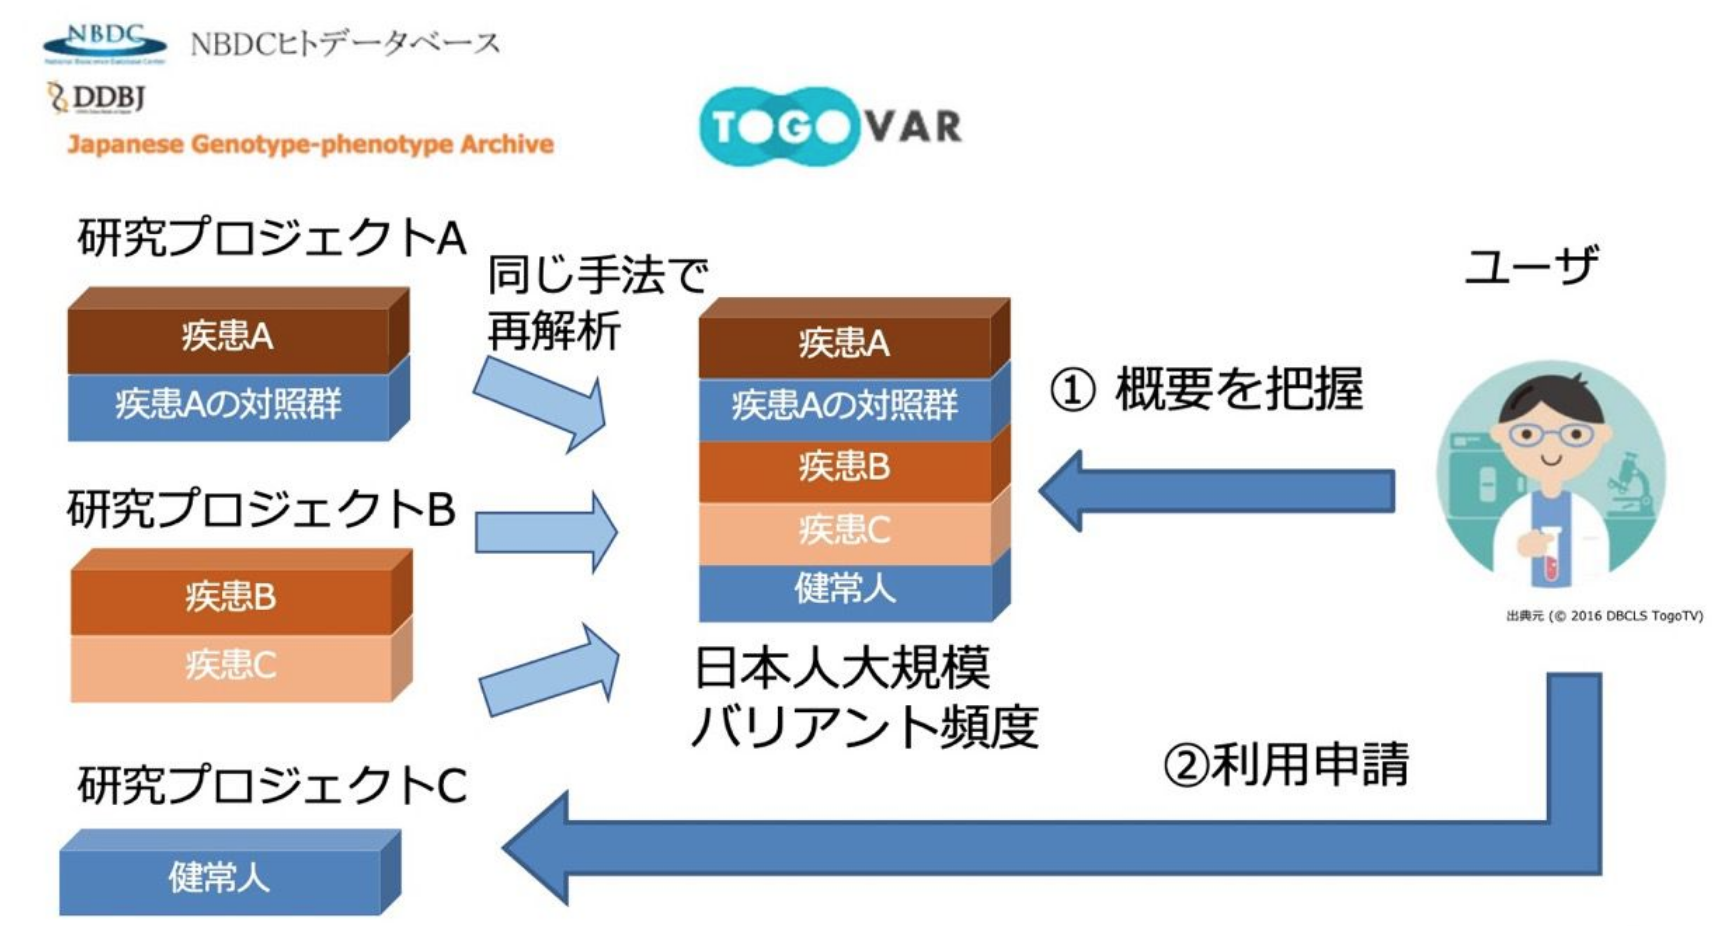 NBDC
National Bioscience Database Center
NBDCヒトデータベース
DDBJ
Japanese Genotype-phenotype Archive
TOGOVAR
研究プロジェクトA
疾患A
疾患Aの対照群
同じ手法で
再解析
研究プロジェクトB
疾患B
疾患C
研究プロジェクトC
健常人
疾患A
疾患Aの対照群
疾患B
疾患C
健常人
日本人大規模
バリアント頻度
① 概要を把握
ユーザ
出典元 (© 2016 DBCLS TogoTV)
②利用申請